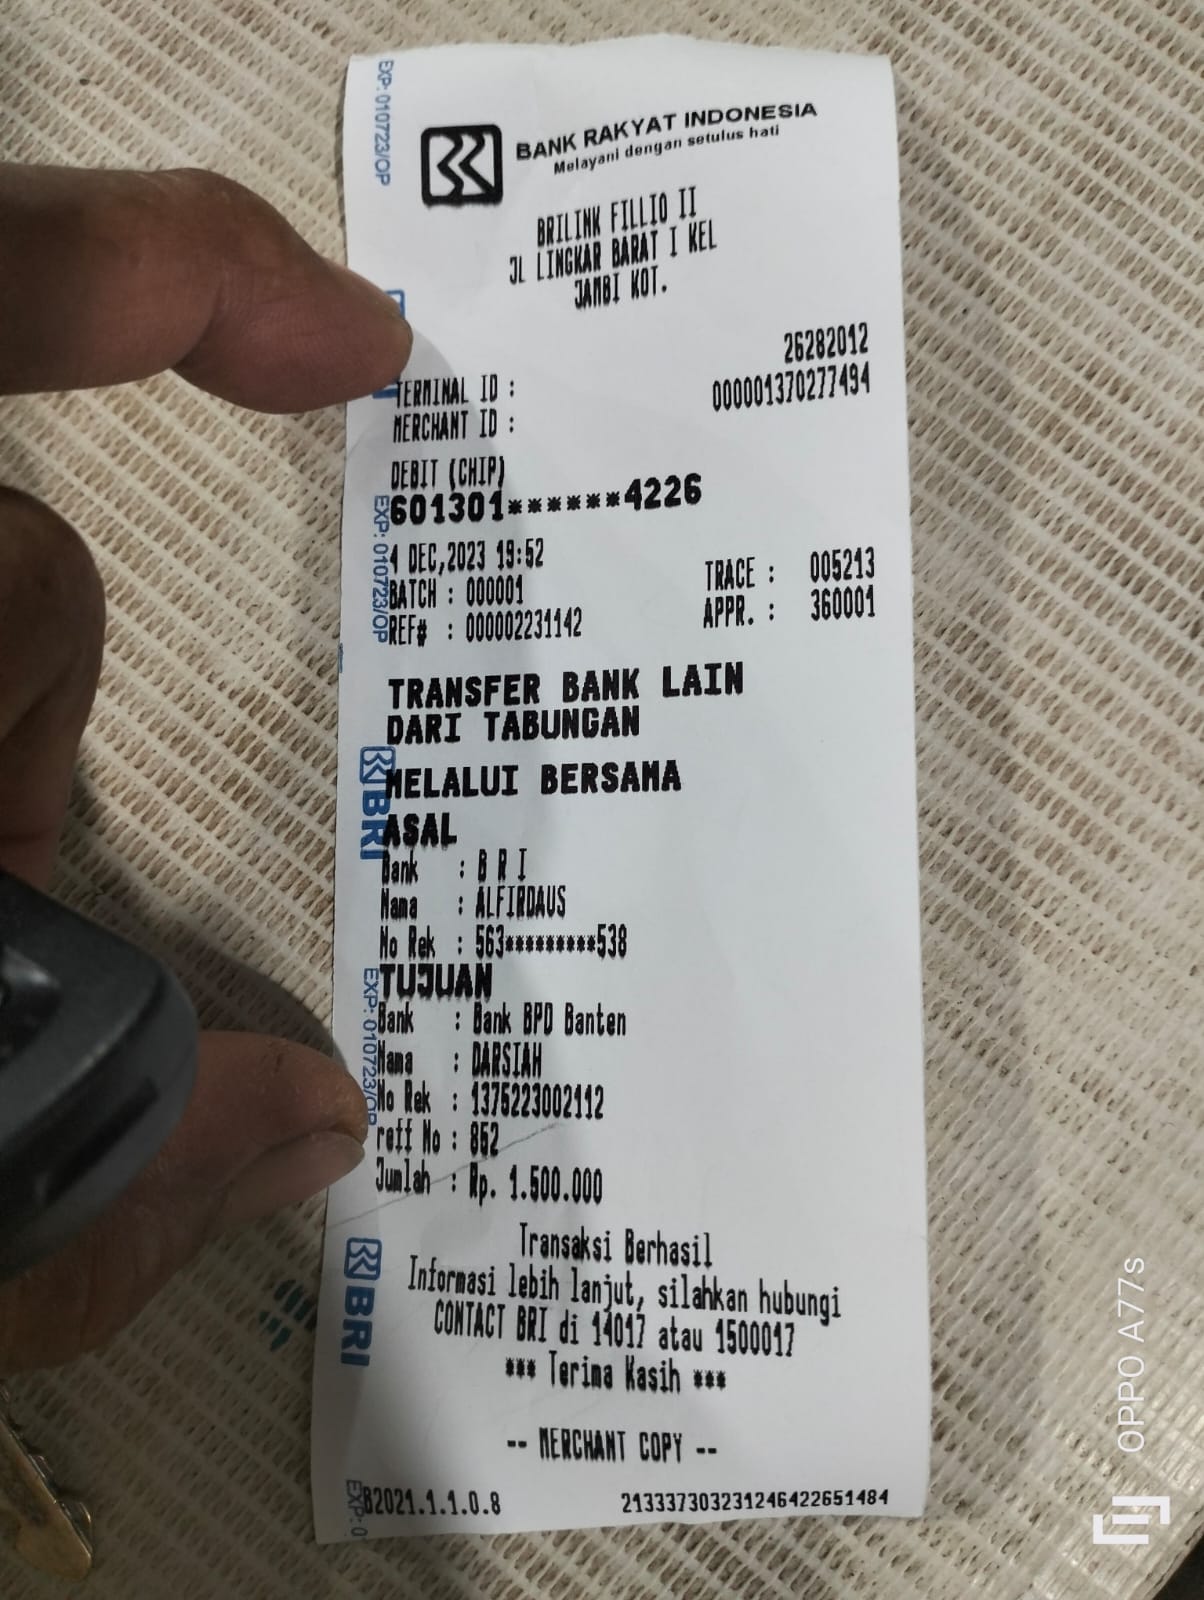 EXP: 010723/OP
BANK RAKYAT INDONESIA
Melayani dengan setulus hati
BRILINK FILLIO II
JL LINGKAR BARAT I KEL
JAMBI KOT.
TERMINAL ID : 26282012
MERCHANT ID : 000001370277494
DEBIT (CHIP)
601301******4226
EXP: 010723/OP
4 DEC,2023 19:52
BATCH : 000001 TRACE : 005213
REF# : 000002231142 APPR. : 360001
TRANSFER BANK LAIN
DARI TABUNGAN
MELALUI BERSAMA
BRI
ASAL
Bank : B R I
Nama : ALFIRDAUS
No Rek : 563*********538
TUJUAN
EXP: 010723/OP
Bank : Bank BPD Banten
Nama : DARSIAH
No Rek : 1375223002112
reff No : 852
Jumlah : Rp. 1.500.000
Transaksi Berhasil
Informasi lebih lanjut, silahkan hubungi
CONTACT BRI di 14017 atau 1500017
BRI
*** Terima Kasih ***
-- MERCHANT COPY --
EXP: 0
B2021.1.1.0.8 213337303231246422651484
OPPO A77s